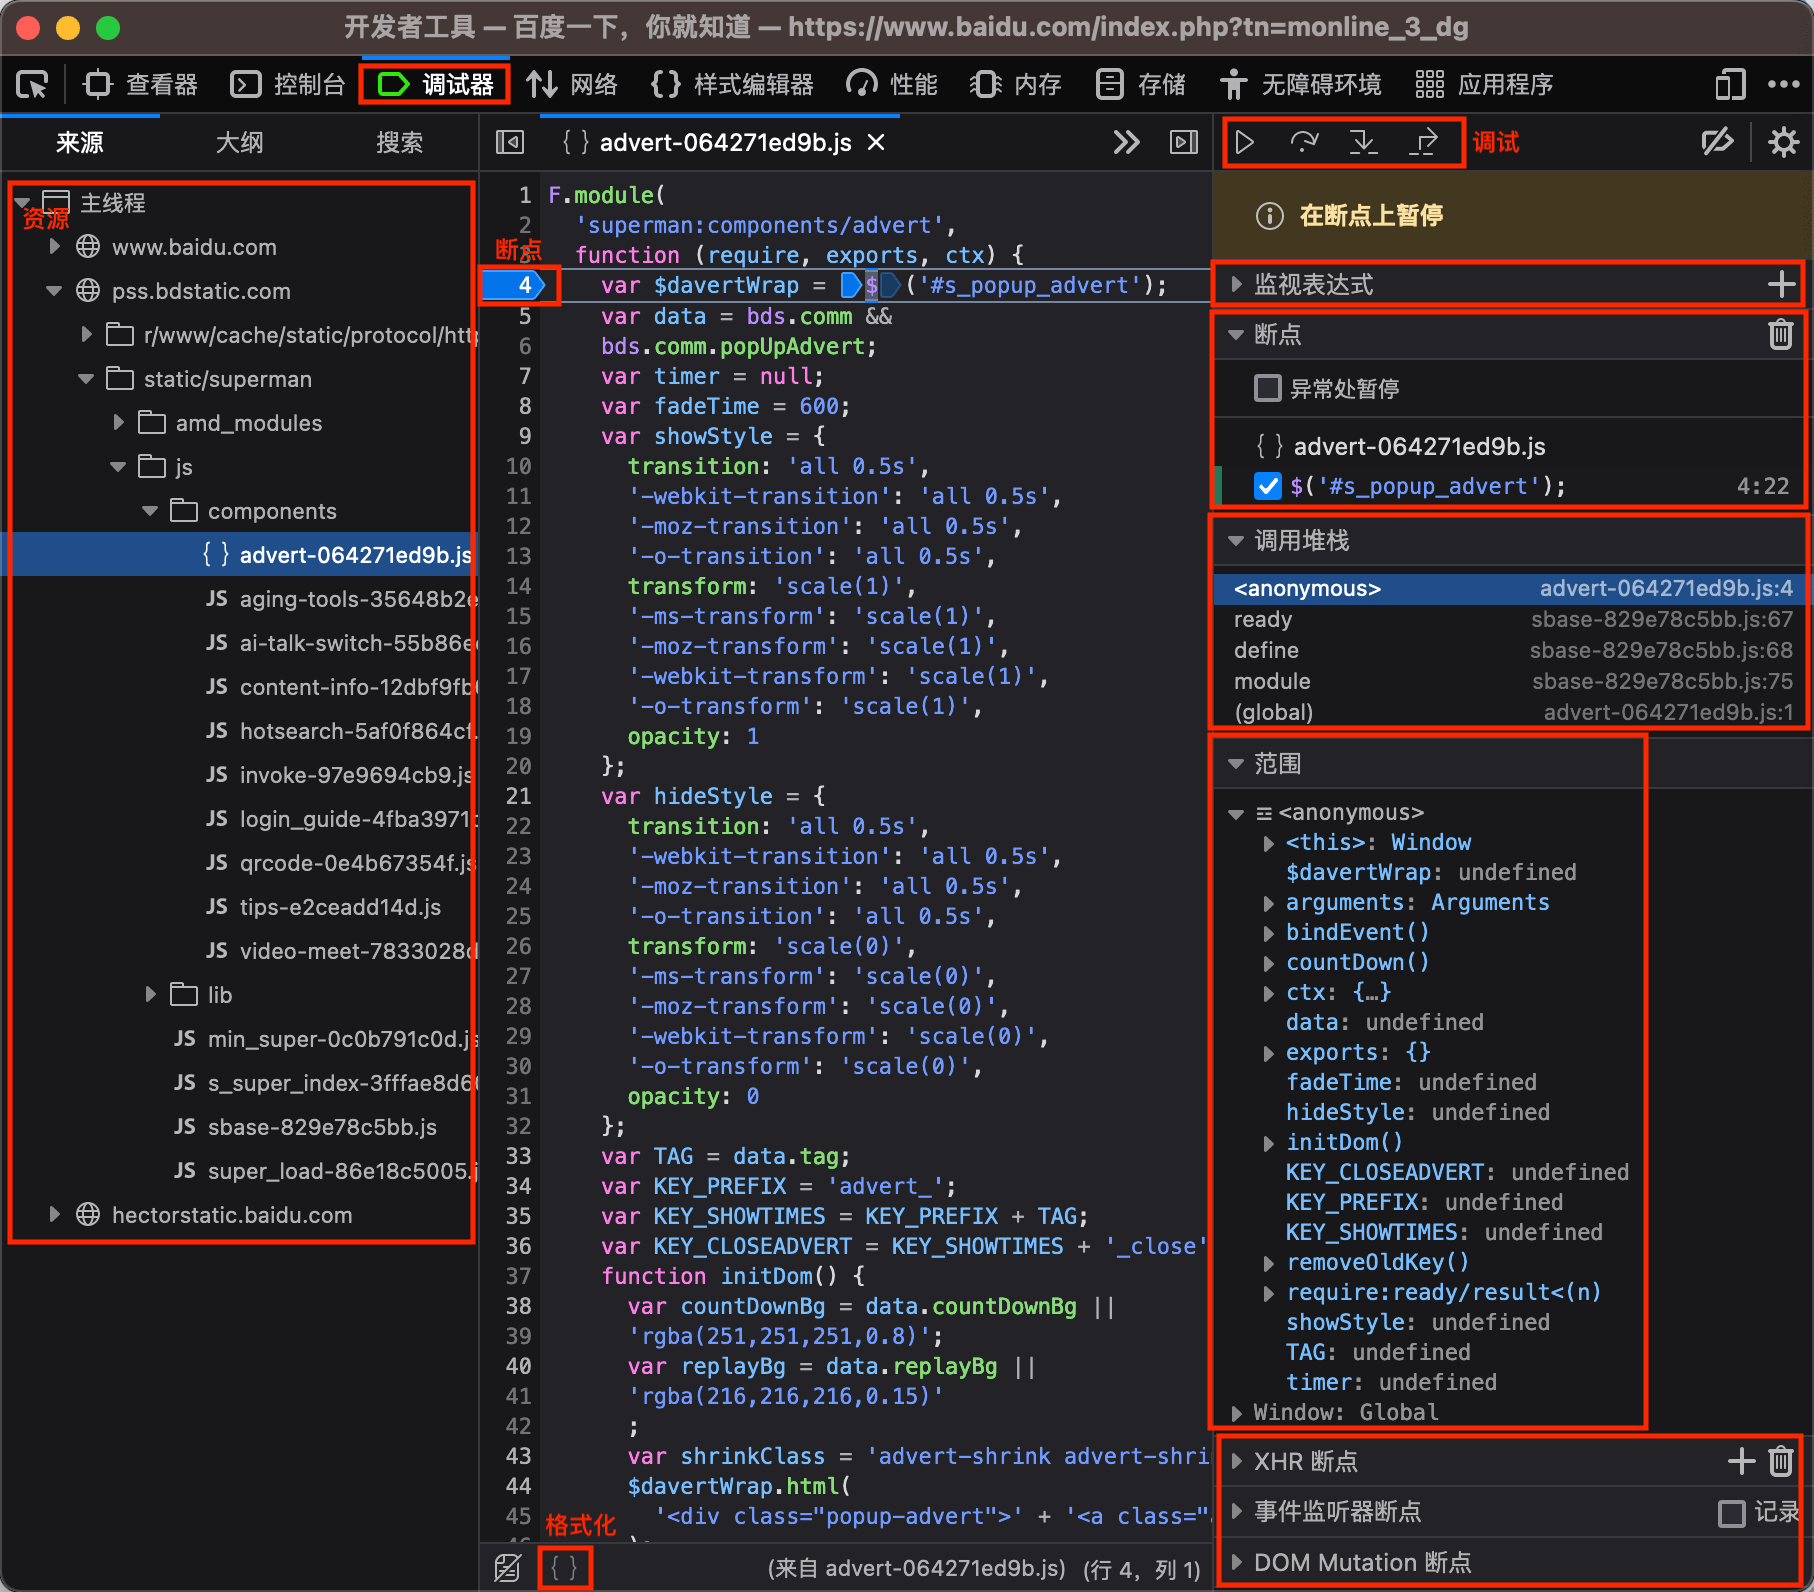 开发者工具 — 百度一下，你就知道 — https://www.baidu.com/index.php?tn=monline_3_dg
查看器 控制台 调试器 网络 {} 样式编辑器 性能 内存 存储 无障碍环境 应用程序
来源 大纲 搜索
{ } advert-064271ed9b.js
调试
资源
主线程
www.baidu.com
pss.bdstatic.com
r/www/cache/static/protocol/htt
static/superman
amd_modules
js
components
{ } advert-064271ed9b.js
JS aging-tools-35648b2e
JS ai-talk-switch-55b86e
JS content-info-12dbf9fb
JS hotsearch-5af0f864cf.
JS invoke-97e9694cb9.js
JS login_guide-4fba3971
JS qrcode-0e4b67354f.js
JS tips-e2ceadd14d.js
JS video-meet-7833028d
lib
JS min_super-0c0b791c0d.js
JS s_super_index-3fffae8d6
JS sbase-829e78c5bb.js
JS super_load-86e18c5005.j
hectorstatic.baidu.com
断点
1 F.module(
2 'superman:components/advert',
3 function (require, exports, ctx) {
4 var $davertWrap = $ ('#s_popup_advert');
5 var data = bds.comm &&
6 bds.comm.popUpAdvert;
7 var timer = null;
8 var fadeTime = 600;
9 var showStyle = {
10 transition: 'all 0.5s',
11 '-webkit-transition': 'all 0.5s',
12 '-moz-transition': 'all 0.5s',
13 '-o-transition': 'all 0.5s',
14 transform: 'scale(1)',
15 '-ms-transform': 'scale(1)',
16 '-moz-transform': 'scale(1)',
17 '-webkit-transform': 'scale(1)',
18 '-o-transform': 'scale(1)',
19 opacity: 1
20 };
21 var hideStyle = {
22 transition: 'all 0.5s',
23 '-webkit-transition': 'all 0.5s',
24 '-moz-transition': 'all 0.5s',
25 '-o-transition': 'all 0.5s',
26 transform: 'scale(0)',
27 '-ms-transform': 'scale(0)',
28 '-moz-transform': 'scale(0)',
29 '-webkit-transform': 'scale(0)',
30 '-o-transform': 'scale(0)',
31 opacity: 0
32 };
33 var TAG = data.tag;
34 var KEY_PREFIX = 'advert_';
35 var KEY_SHOWTIMES = KEY_PREFIX + TAG;
36 var KEY_CLOSEADVERT = KEY_SHOWTIMES + '_close'
37 function initDom() {
38 var countDownBg = data.countDownBg ||
39 'rgba(251,251,251,0.8)';
40 var replayBg = data.replayBg ||
41 'rgba(216,216,216,0.15)'
42 ;
43 var shrinkClass = 'advert-shrink advert-shri
44 $davertWrap.html(
45 '<div class="popup-advert">' + '<a class="
格式化
{ } (来自 advert-064271ed9b.js) (行 4，列 1)
在断点上暂停
监视表达式
断点
异常处暂停
{ } advert-064271ed9b.js
$('#s_popup_advert'); 4:22
调用堆栈
<anonymous> advert-064271ed9b.js:4
ready sbase-829e78c5bb.js:67
define sbase-829e78c5bb.js:68
module sbase-829e78c5bb.js:75
(global) advert-064271ed9b.js:1
范围
<anonymous>
<this>: Window
$davertWrap: undefined
arguments: Arguments
bindEvent()
countDown()
ctx: {…}
data: undefined
exports: {}
fadeTime: undefined
hideStyle: undefined
initDom()
KEY_CLOSEADVERT: undefined
KEY_PREFIX: undefined
KEY_SHOWTIMES: undefined
removeOldKey()
require:ready/result<(n)
showStyle: undefined
TAG: undefined
timer: undefined
Window: Global
XHR 断点
事件监听器断点 记录
DOM Mutation 断点